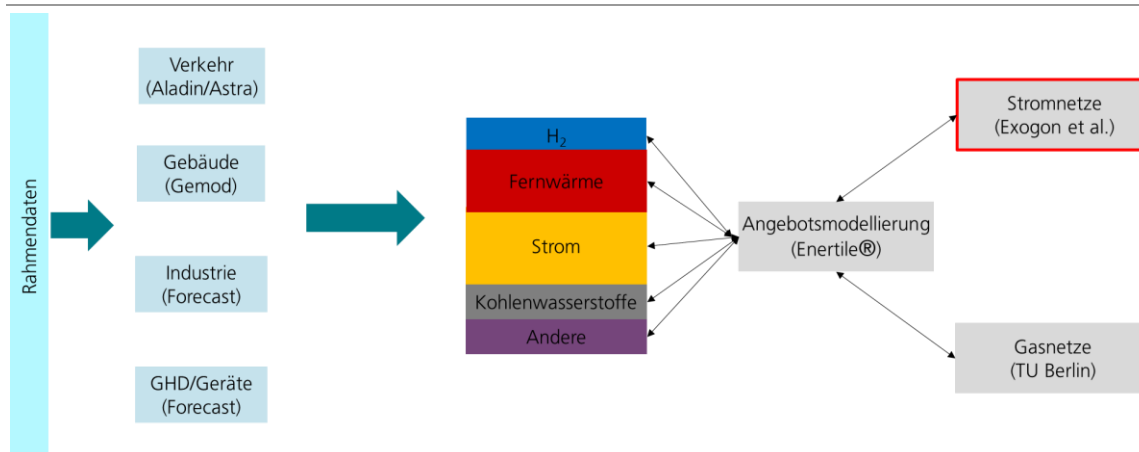 Rahmendaten
Verkehr
(Aladin/Astra)
Gebäude
(Gemod)
Industrie
(Forecast)
GHD/Geräte
(Forecast)
H₂
Fernwärme
Strom
Kohlenwasserstoffe
Andere
Angebotsmodellierung
(Enertile®)
Stromnetze
(Exogon et al.)
Gasnetze
(TU Berlin)